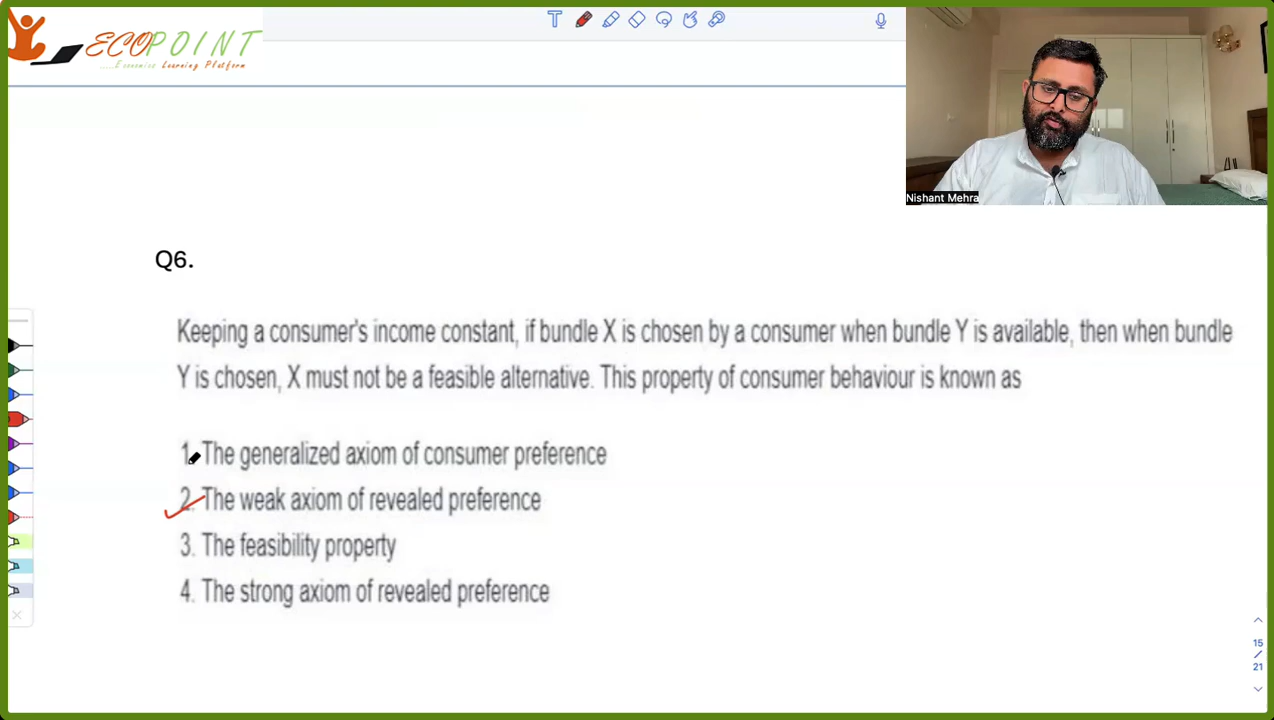 ECOPOINT
Economics Learning Platform
T
Nishant Mehra
Q6.
Keeping a consumer's income constant, if bundle X is chosen by a consumer when bundle Y is available, then when bundle
Y is chosen, X must not be a feasible alternative. This property of consumer behaviour is known as
1. The generalized axiom of consumer preference
2. The weak axiom of revealed preference
3. The feasibility property
4. The strong axiom of revealed preference
15
/
21